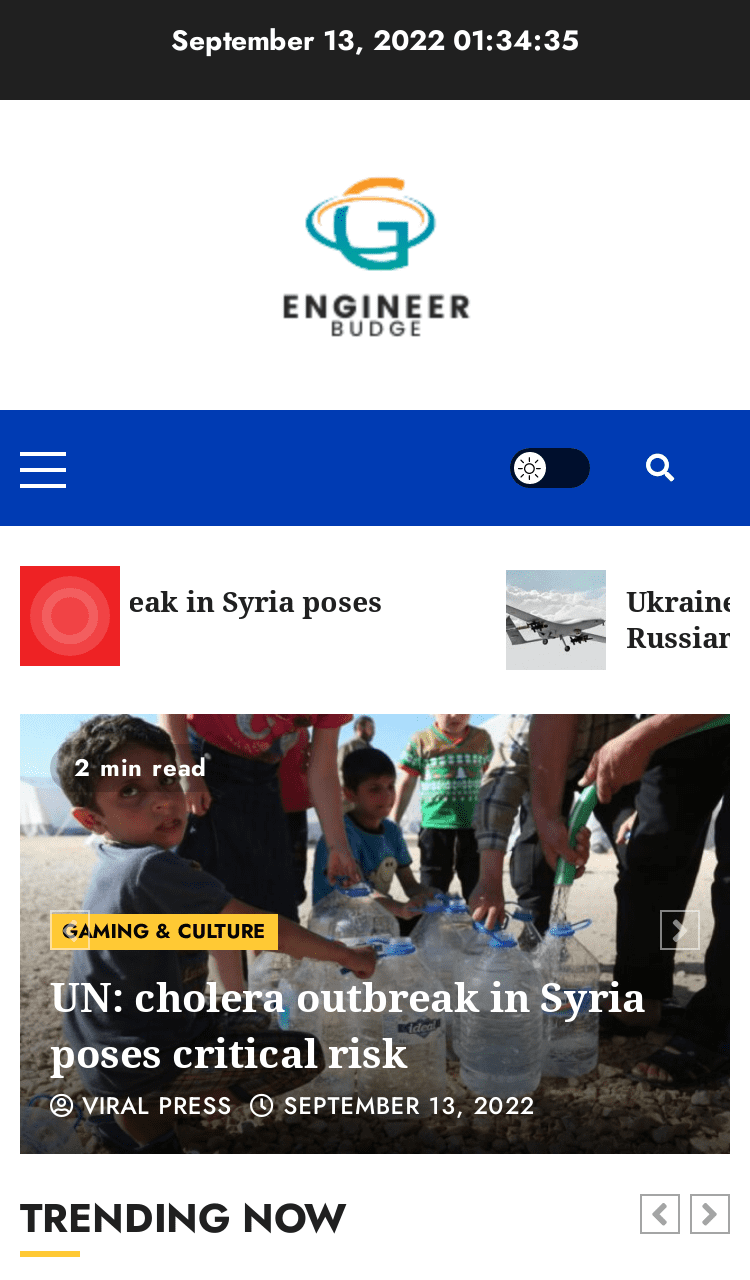 September 13, 2022 01:34:35
ENGINEER
BUDGE
eak in Syria poses
Ukraine
Russian
2 min read
GAMING & CULTURE
ideal
UN: cholera outbreak in Syria
poses critical risk
VIRAL PRESS SEPTEMBER 13, 2022
TRENDING NOW